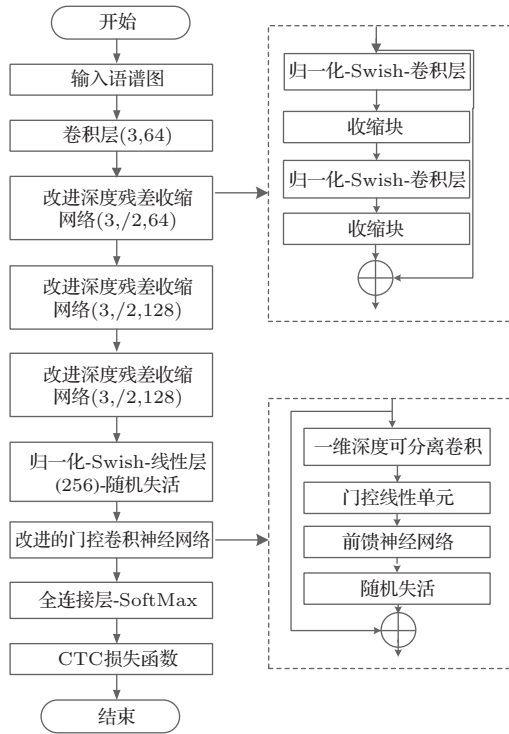 开始
输入语谱图
卷积层(3,64)
改进深度残差收缩
网络(3,/2,64)
改进深度残差收缩
网络(3,/2,128)
改进深度残差收缩
网络(3,/2,128)
归一化-Swish-线性层
(256)-随机失活
改进的门控卷积神经网络
全连接层-SoftMax
CTC损失函数
结束
归一化-Swish-卷积层
收缩块
归一化-Swish-卷积层
收缩块
一维深度可分离卷积
门控线性单元
前馈神经网络
随机失活